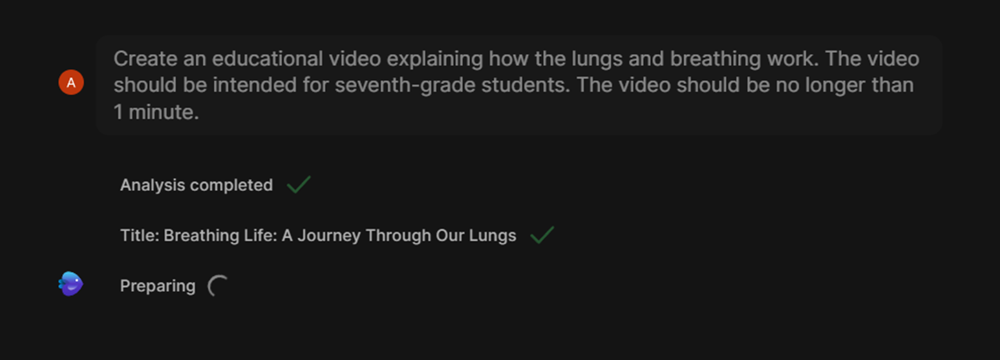 Create an educational video explaining how the lungs and breathing work. The video
A
should be intended for seventh-grade students. The video should be no longer than
1 minute.
Analysis completed
Title: Breathing Life: A Journey Through Our Lungs
Preparing